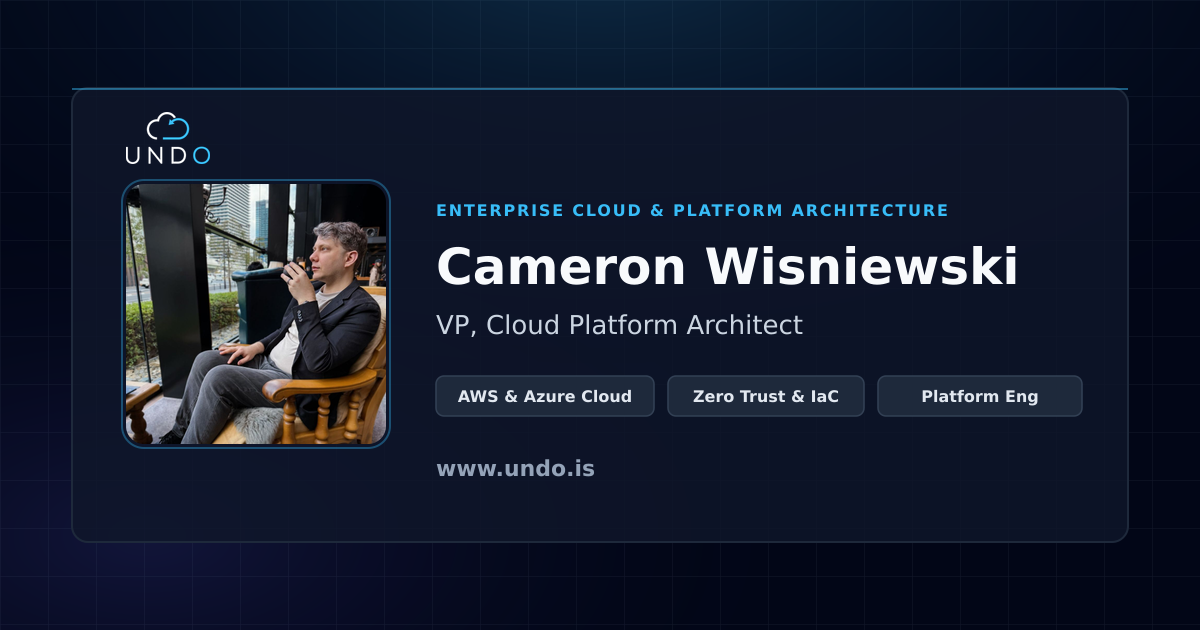 UNDO
ENTERPRISE CLOUD & PLATFORM ARCHITECTURE
Cameron Wisniewski
VP, Cloud Platform Architect
AWS & Azure Cloud
Zero Trust & IaC
Platform Eng
www.undo.is